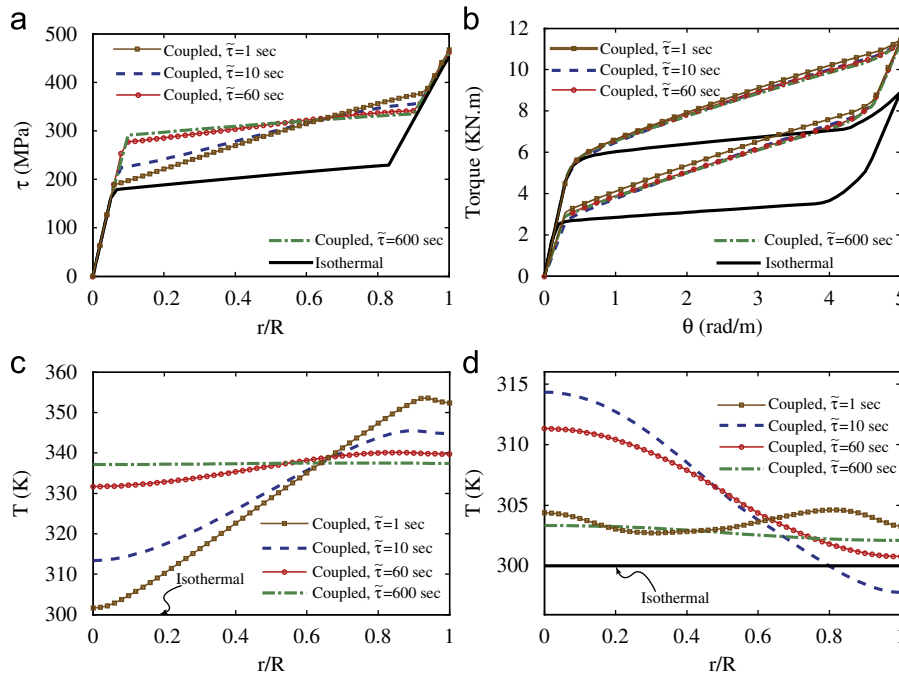 a
500
400
300
200
100
0
τ (MPa)
Coupled, τ̃=1 sec
Coupled, τ̃=10 sec
Coupled, τ̃=60 sec
Coupled, τ̃=600 sec
Isothermal
0 0.2 0.4 0.6 0.8 1
r/R
b
12
10
8
6
4
2
0
Torque (KN.m)
Coupled, τ̃=1 sec
Coupled, τ̃=10 sec
Coupled, τ̃=60 sec
Coupled, τ̃=600 sec
Isothermal
0 1 2 3 4 5
θ (rad/m)
c
360
350
340
330
320
310
300
T (K)
Coupled, τ̃=1 sec
Coupled, τ̃=10 sec
Coupled, τ̃=60 sec
Coupled, τ̃=600 sec
Isothermal
0 0.2 0.4 0.6 0.8 1
r/R
d
315
310
305
300
T (K)
Coupled, τ̃=1 sec
Coupled, τ̃=10 sec
Coupled, τ̃=60 sec
Coupled, τ̃=600 sec
Isothermal
0 0.2 0.4 0.6 0.8 1
r/R